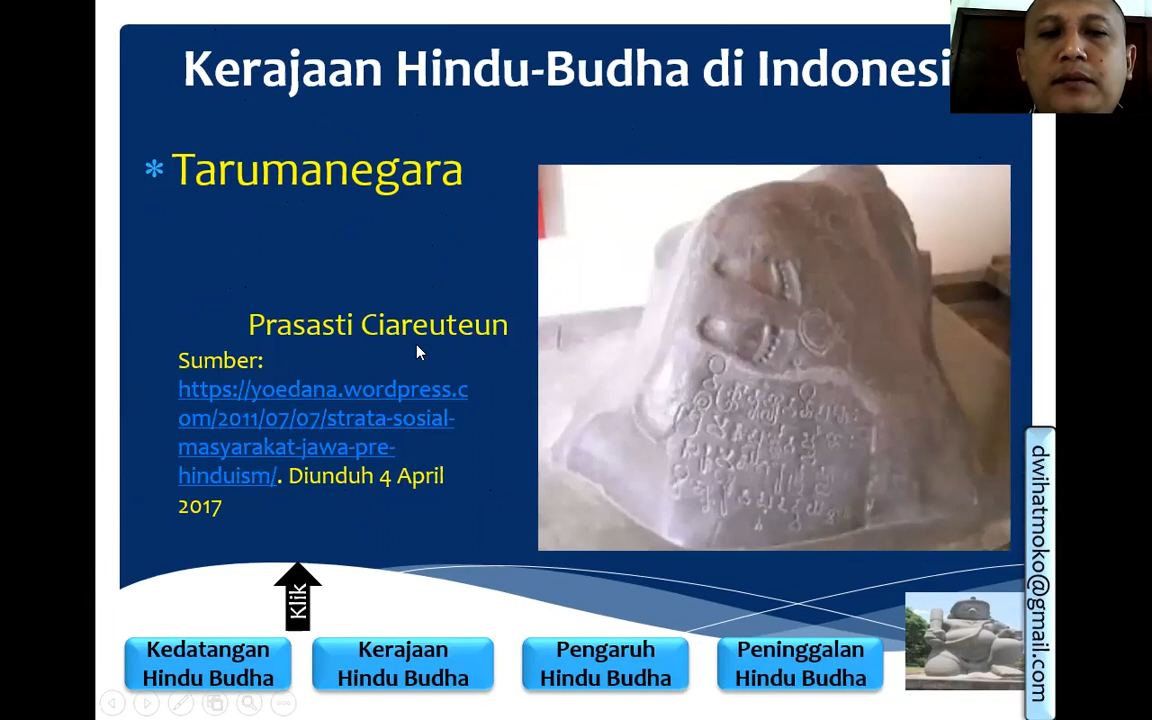 Kerajaan Hindu-Budha di Indonesi
* Tarumanegara
Prasasti Ciareuteun
Sumber:
https://yoedana.wordpress.c
om/2011/07/07/strata-sosial-
masyarakat-jawa-pre-
hinduism/. Diunduh 4 April
2017
Klik
Kedatangan
Hindu Budha
Kerajaan
Hindu Budha
Pengaruh
Hindu Budha
Peninggalan
Hindu Budha
dwihatmoko@gmail.com